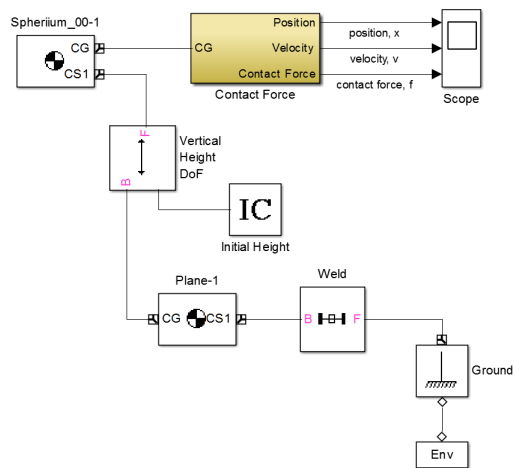 Spheriium_00-1
CG
CS1
CG
Position
Velocity
Contact Force
Contact Force
position, x
velocity, v
contact force, f
Scope
F
B
Vertical
Height
DoF
IC
Initial Height
Plane-1
CG
CS1
Weld
B
F
Ground
Env